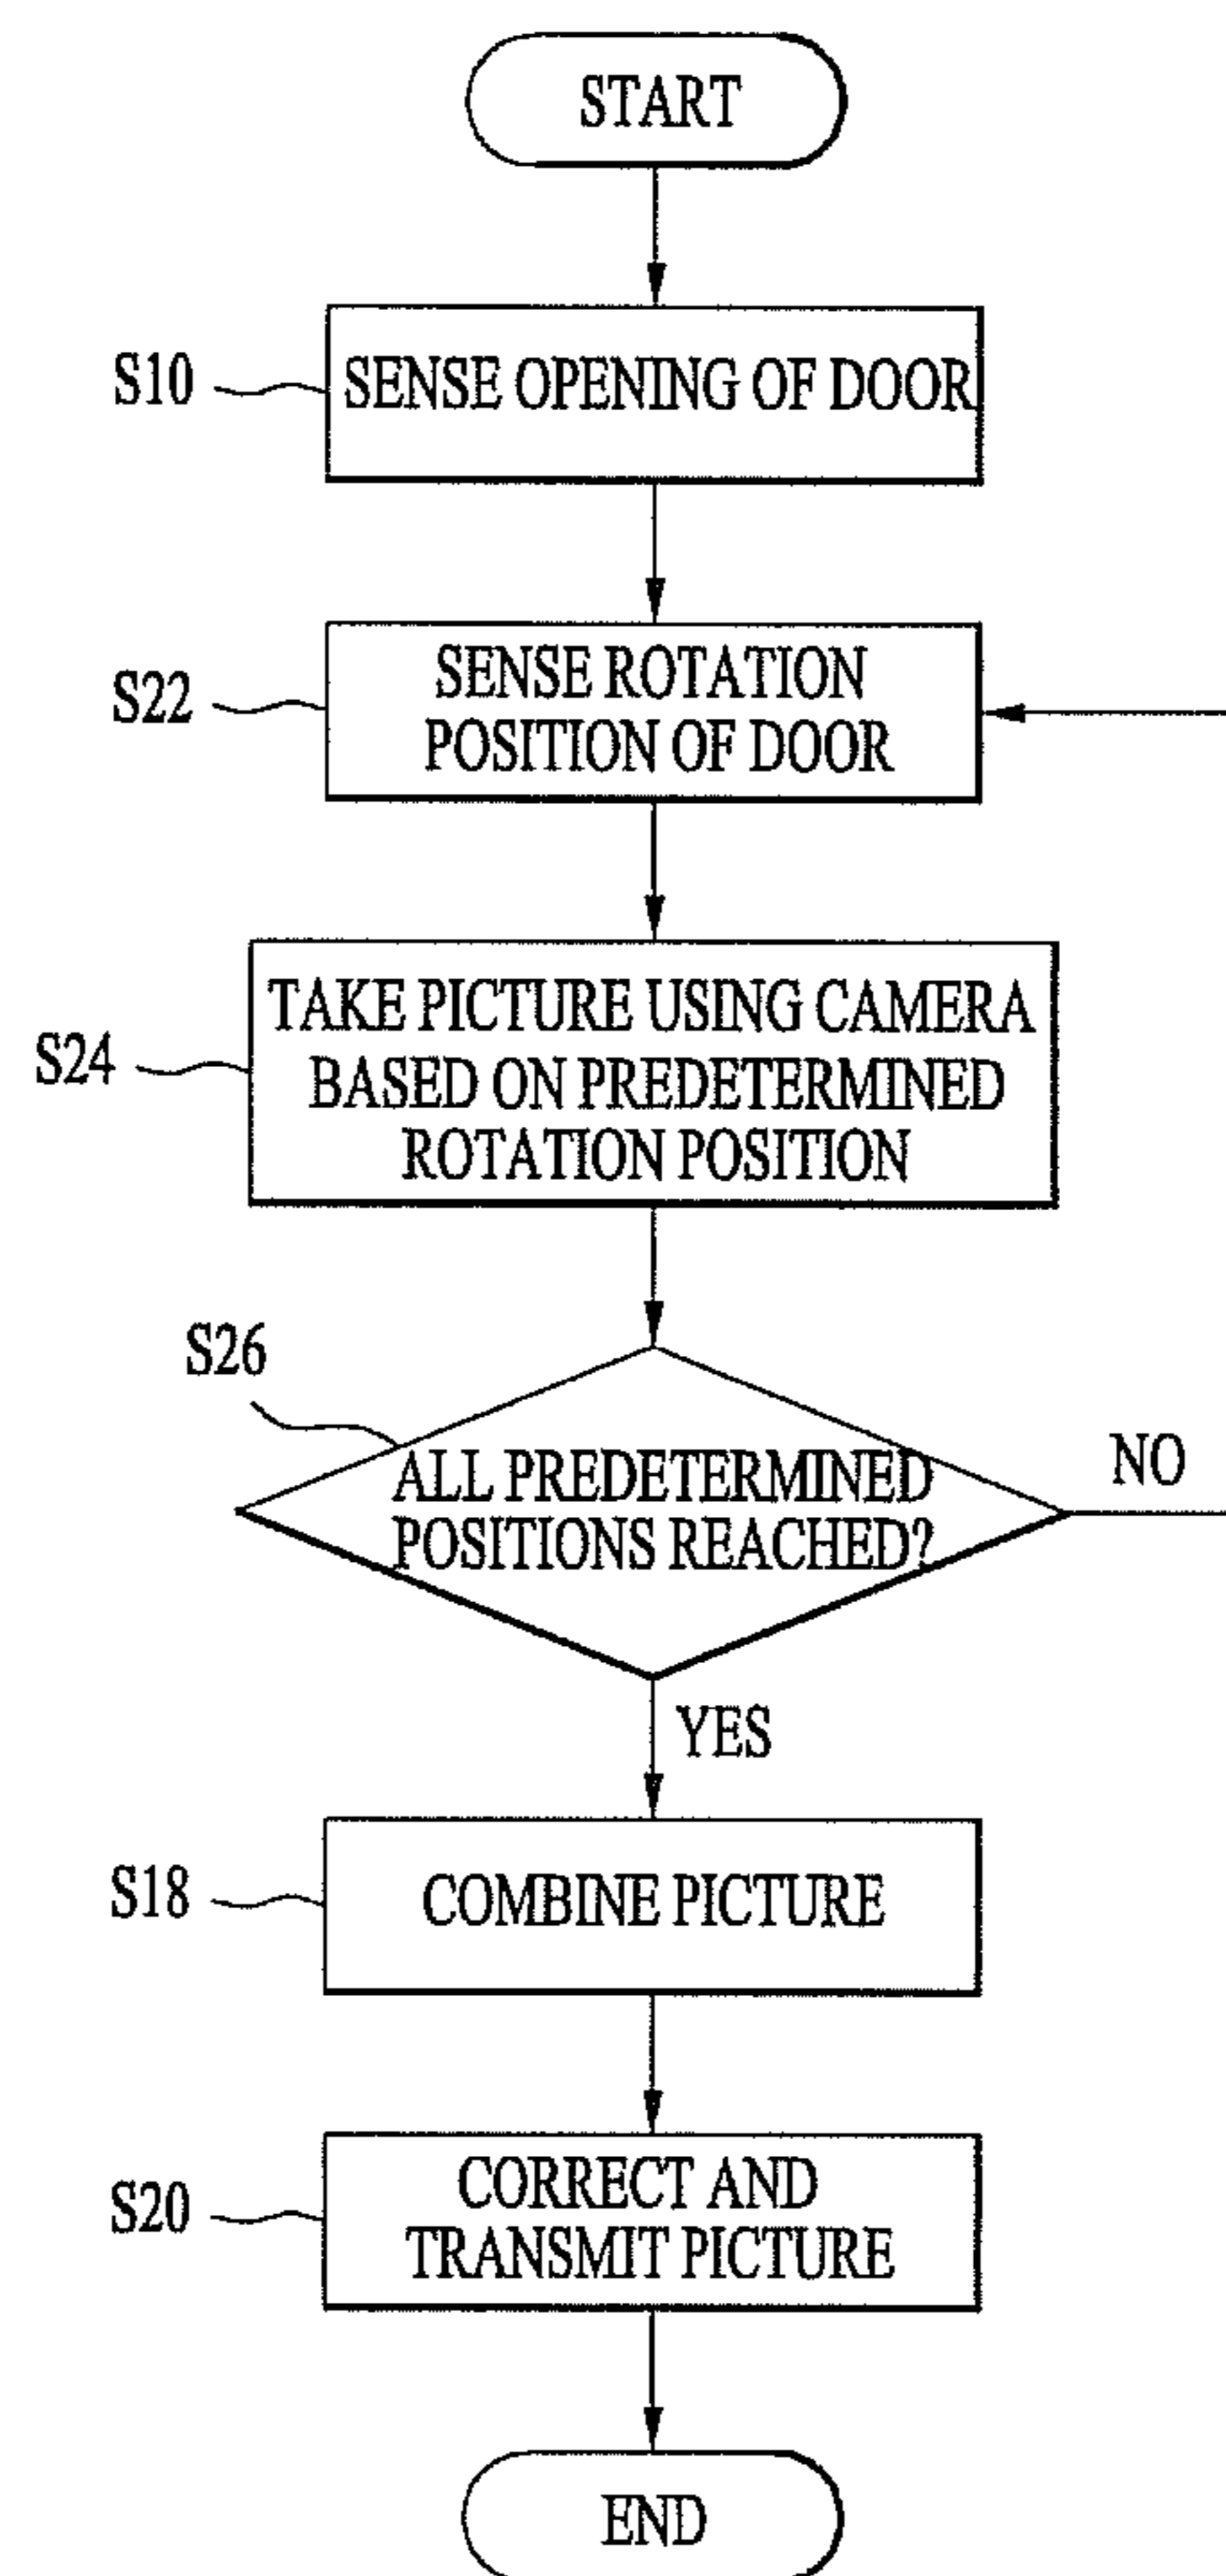 START
S10
SENSE OPENING OF DOOR
S22
SENSE ROTATION
POSITION OF DOOR
S24
TAKE PICTURE USING CAMERA
BASED ON PREDETERMINED
ROTATION POSITION
S26
ALL PREDETERMINED
POSITIONS REACHED?
NO
YES
S18
COMBINE PICTURE
S20
CORRECT AND
TRANSMIT PICTURE
END